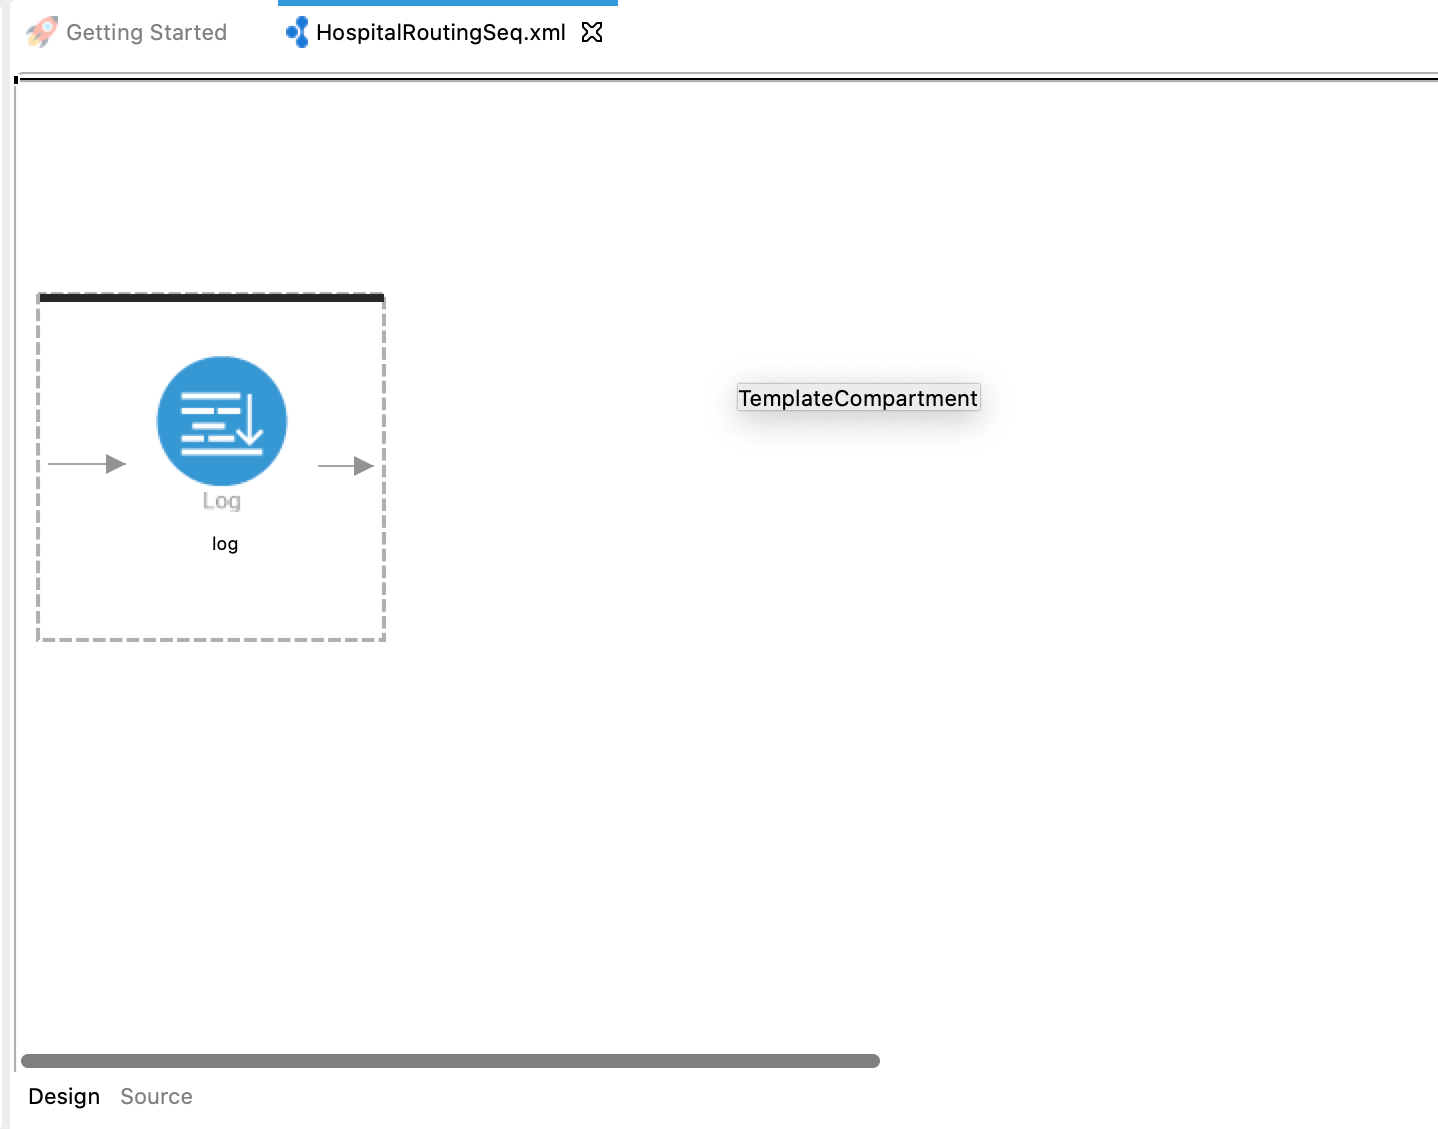 Getting Started
HospitalRoutingSeq.xml
TemplateCompartment
Log
log
Design
Source